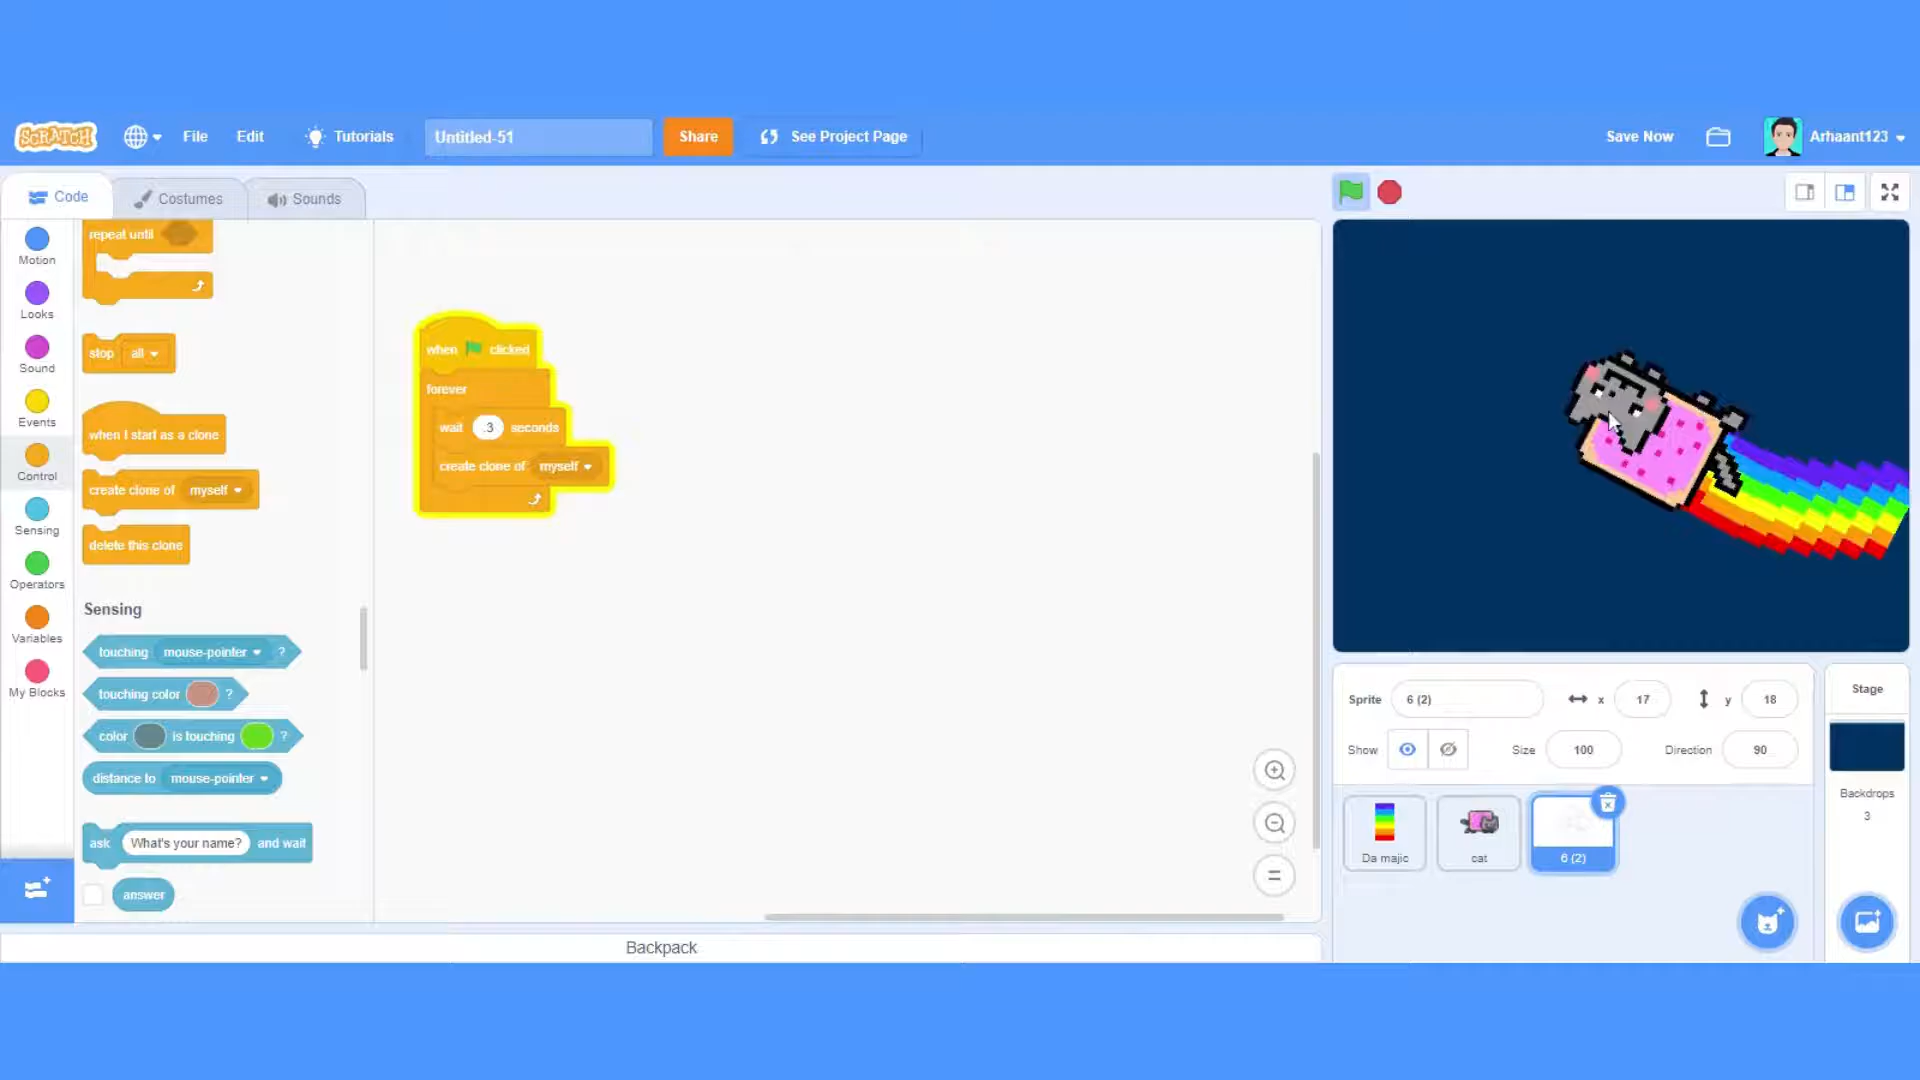 SCRATCH File Edit Tutorials Untitled-51 Share See Project Page Save Now Arhaant123
Code Costumes Sounds
Motion
Looks
Sound
Events
Control
Sensing
Operators
Variables
My Blocks
repeat until
stop all
when I start as a clone
create clone of myself
delete this clone
Sensing
touching mouse-pointer ?
touching color ?
color is touching ?
distance to mouse-pointer
ask What's your name? and wait
answer
when clicked
forever
wait .3 seconds
create clone of myself
Backpack
Sprite 6 (2) x 17 y 18
Show Size 100 Direction 90
Da majic cat 6 (2)
Stage
Backdrops
3